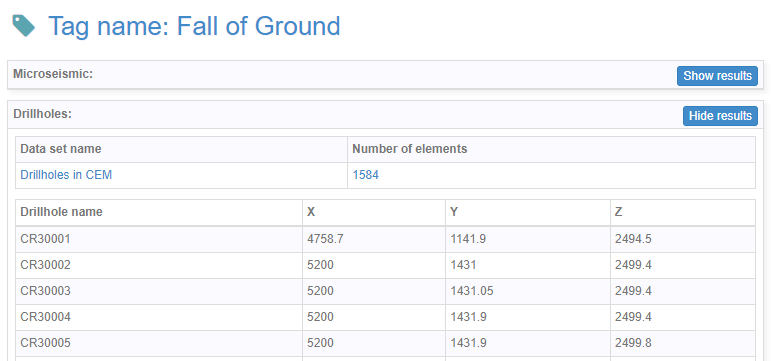 Tag name: Fall of Ground
Microseismic: Show results
Drillholes: Hide results
Data set name Number of elements
Drillholes in CEM 1584
Drillhole name X Y Z
CR30001 4758.7 1141.9 2494.5
CR30002 5200 1431 2499.4
CR30003 5200 1431.05 2499.4
CR30004 5200 1431.9 2499.4
CR30005 5200 1431.9 2499.8